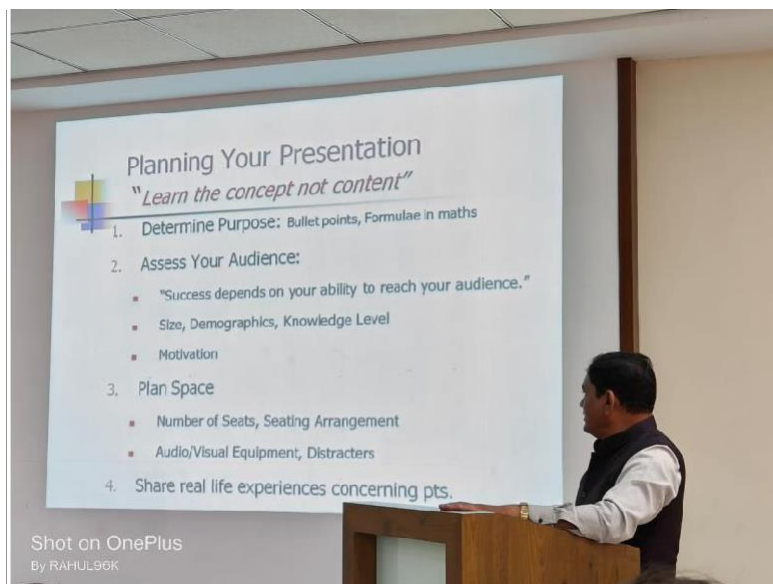 Planning Your Presentation
"Learn the concept not content"
1. Determine Purpose: Bullet points, Formulae in maths
2. Assess Your Audience:
▪ "Success depends on your ability to reach your audience."
▪ Size, Demographics, Knowledge Level
▪ Motivation
3. Plan Space
▪ Number of Seats, Seating Arrangement
▪ Audio/Visual Equipment, Distracters
4. Share real life experiences concerning pts.
Shot on OnePlus
By RAHUL96K